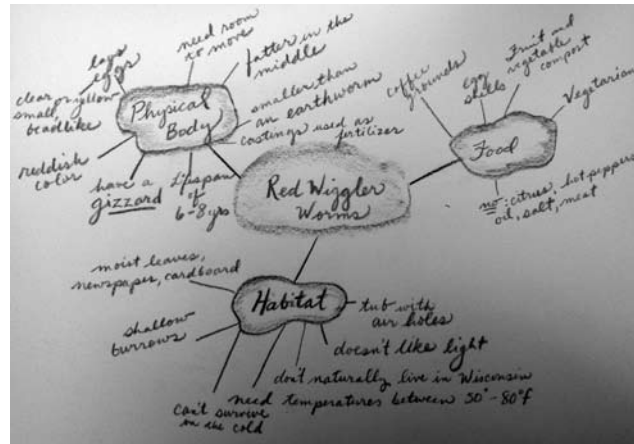 lays
eggs
need room
to move
fatter in the
middle
clear or yellow
small,
beadlike
Physical
Body
smaller than
an earthworm
castings used as
fertilizer
reddish
color
have a
gizzard
Lifespan
of
6-8 yrs
coffee
grounds
Egg
shells
Fruit and
vegetable
compost
Vegetarian
Food
no: citrus, hot peppers
oil, salt, meat
Red Wiggler
Worms
moist leaves,
newspaper, cardboard
Habitat
tub with
air holes
shallow
burrows
doesn't like light
don't naturally live in Wisconsin
need temperatures between 50°-80°f
can't survive
in the cold